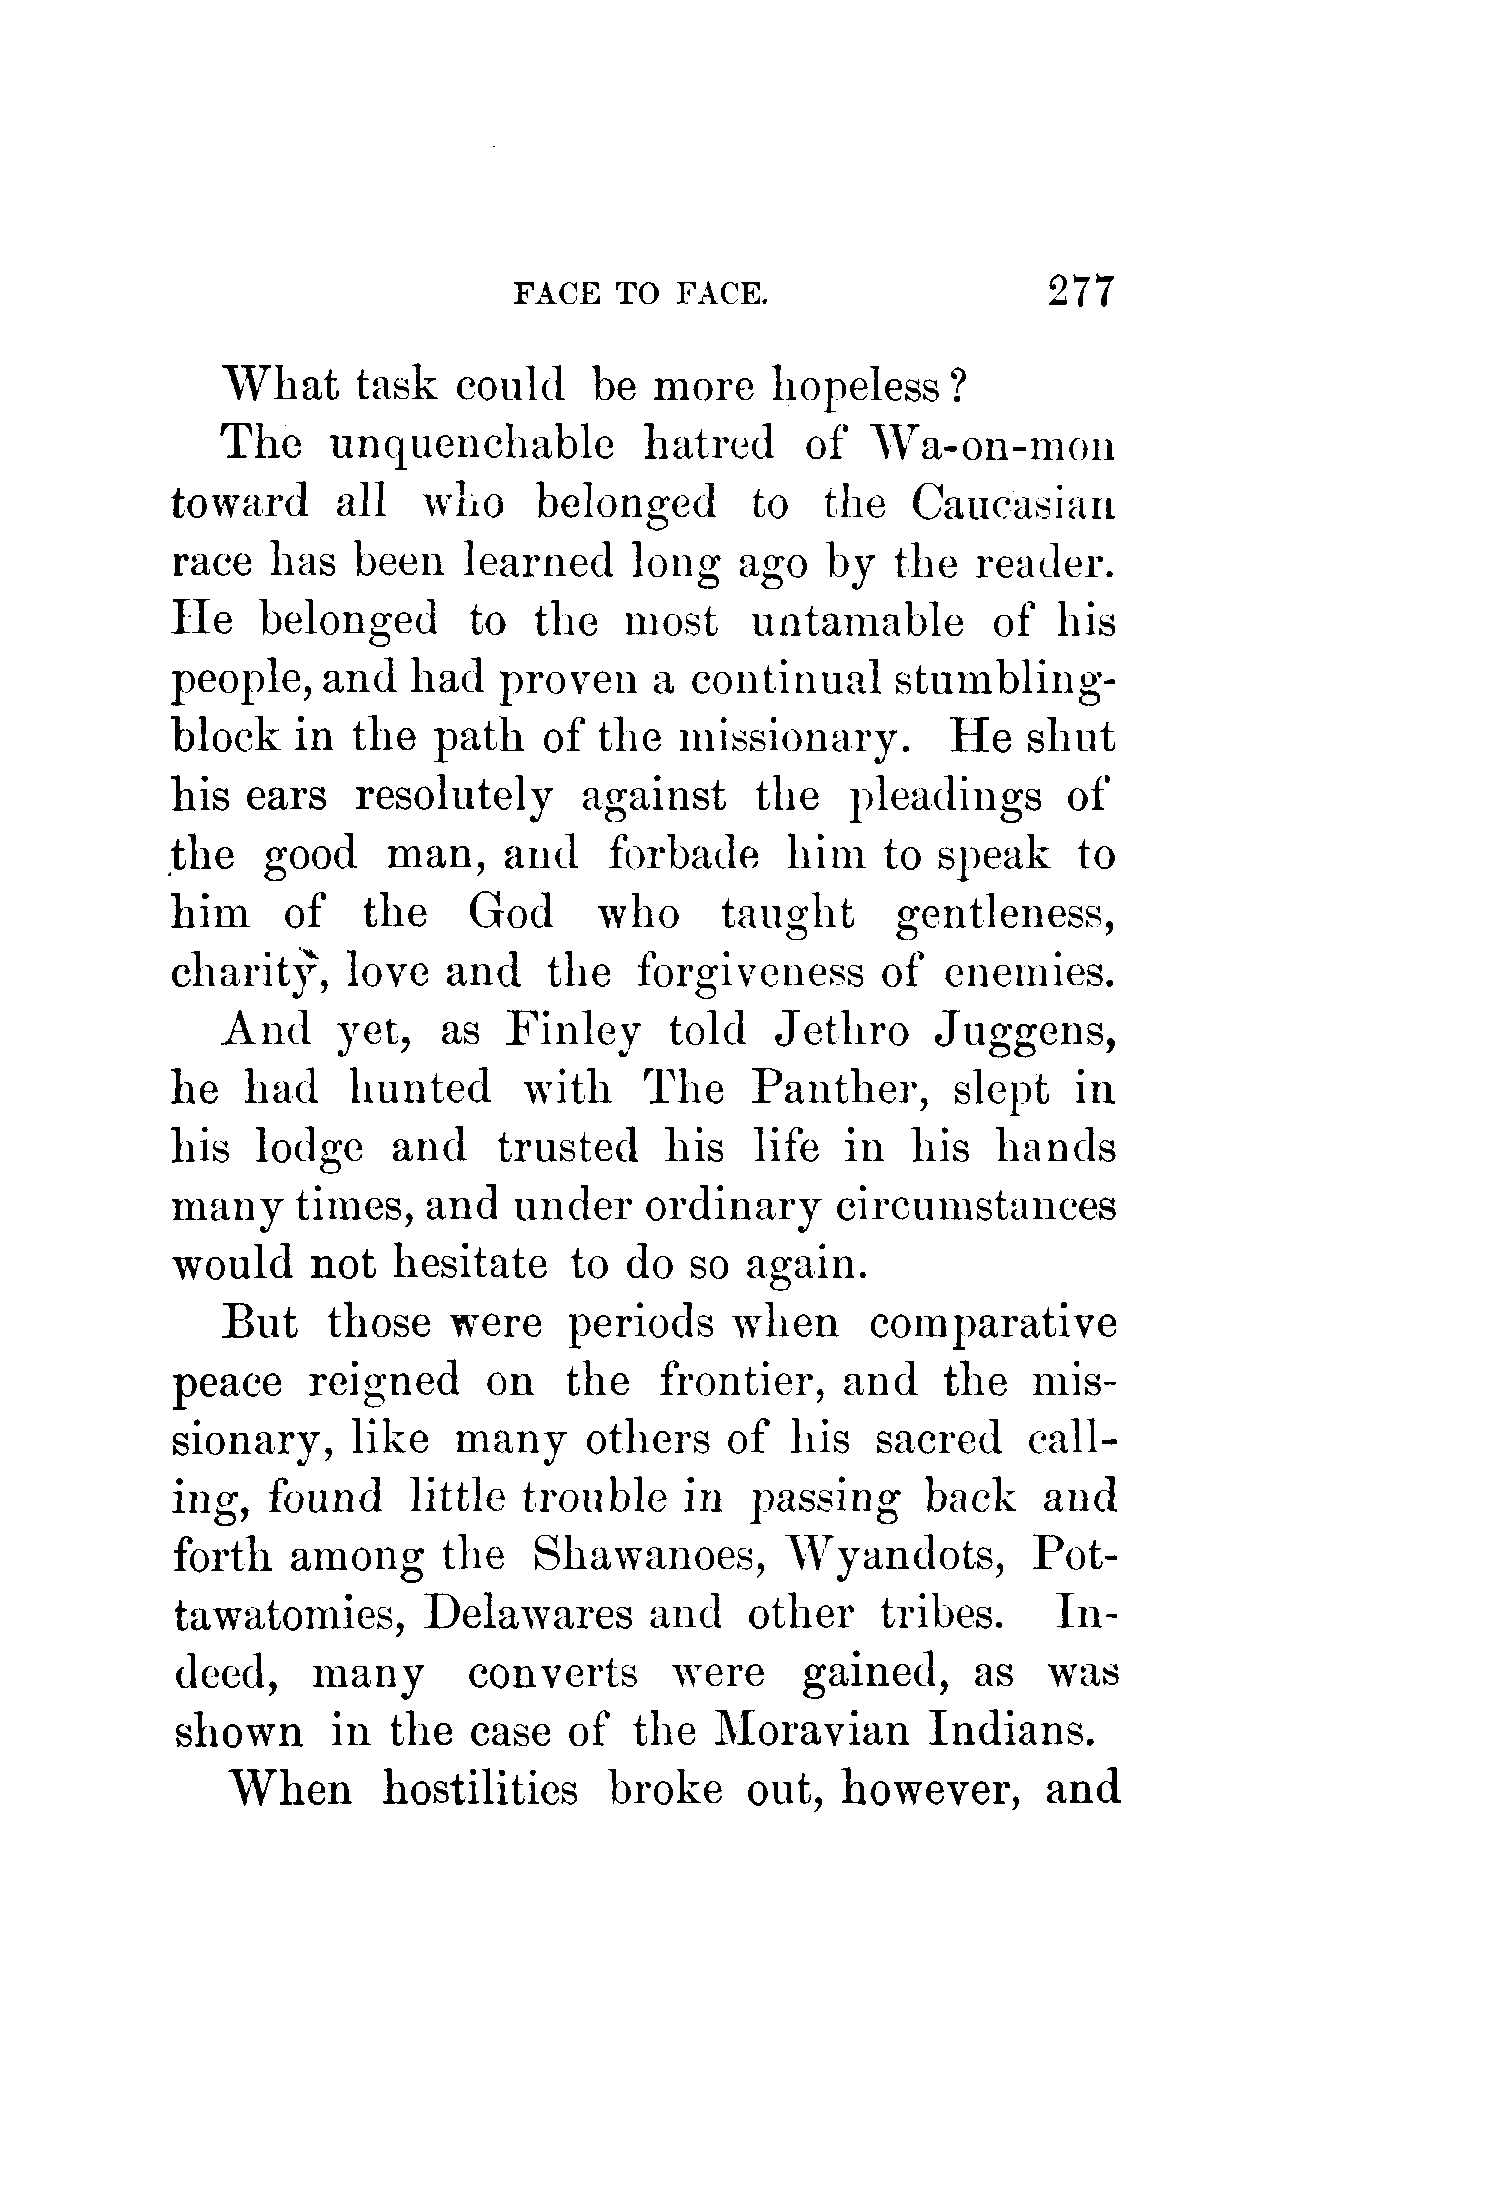 FACE TO FACE. 277
What task could be more hopeless?
The unquenchable hatred of Wa-on-mon
toward all who belonged to the Caucasian
race has been learned long ago by the reader.
He belonged to the most untamable of his
people, and had proven a continual stumbling-
block in the path of the missionary. He shut
his ears resolutely against the pleadings of
the good man, and forbade him to speak to
him of the God who taught gentleness,
charity, love and the forgiveness of enemies.
And yet, as Finley told Jethro Juggens,
he had hunted with The Panther, slept in
his lodge and trusted his life in his hands
many times, and under ordinary circumstances
would not hesitate to do so again.
But those were periods when comparative
peace reigned on the frontier, and the mis-
sionary, like many others of his sacred call-
ing, found little trouble in passing back and
forth among the Shawanoes, Wyandots, Pot-
tawatomies, Delawares and other tribes. In-
deed, many converts were gained, as was
shown in the case of the Moravian Indians.
When hostilities broke out, however, and